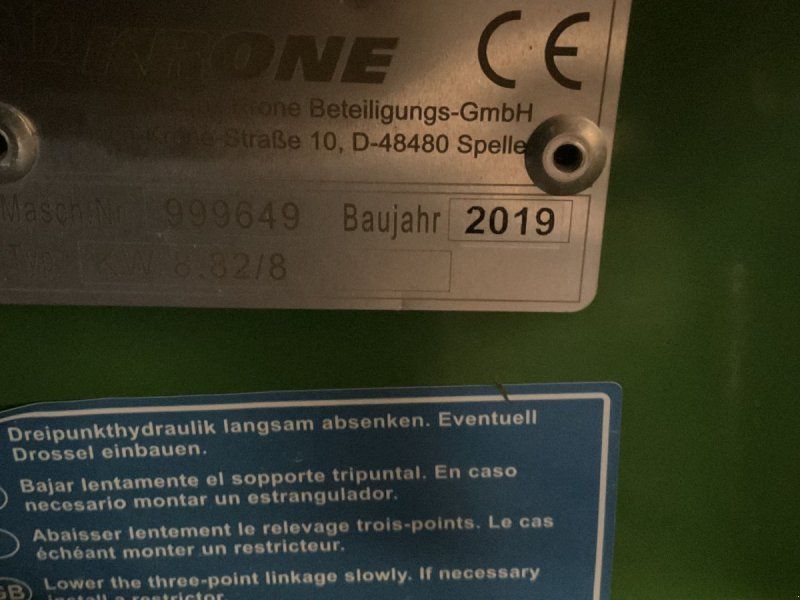 KRONE CE
Krone Beteiligungs-GmbH
Krone-Straße 10, D-48480 Spelle
Masch.Nr. 999649 Baujahr 2019
Typ KW 8.82/8
Dreipunkthydraulik langsam absenken. Eventuell
Drossel einbauen.
Bajar lentamente el sopporte tripuntal. En caso
necesario montar un estrangulador.
Abaisser lentement le relevage trois-points. Le cas
échéant monter un restricteur.
GB Lower the three-point linkage slowly. If necessary
install a restrictor.